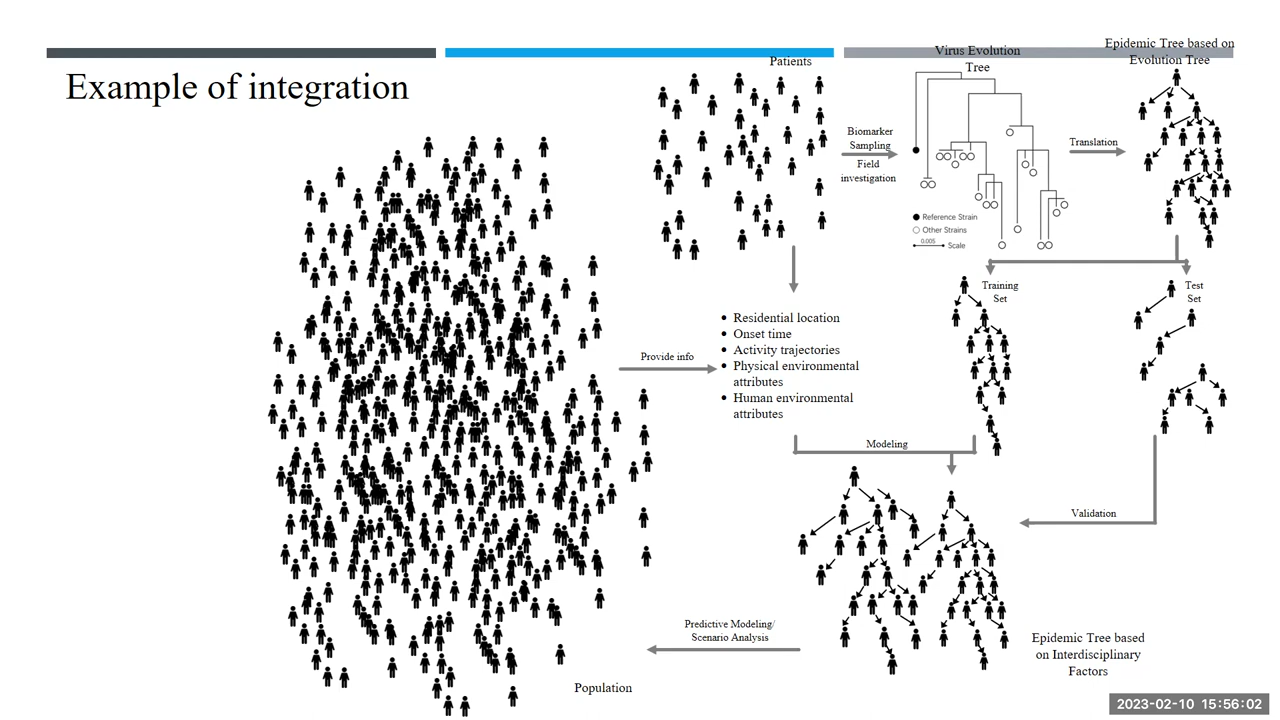 Example of integration
Patients
Virus Evolution
Tree
Epidemic Tree based on
Evolution Tree
Biomarker
Sampling
Field
investigation
Translation
Reference Strain
Other Strains
0.005
Scale
Training
Set
Test
Set
• Residential location
• Onset time
• Activity trajectories
• Physical environmental
attributes
• Human environmental
attributes
Provide info
Modeling
Validation
Predictive Modeling/
Scenario Analysis
Epidemic Tree based
on Interdisciplinary
Factors
Population
2023-02-10 15:56:02